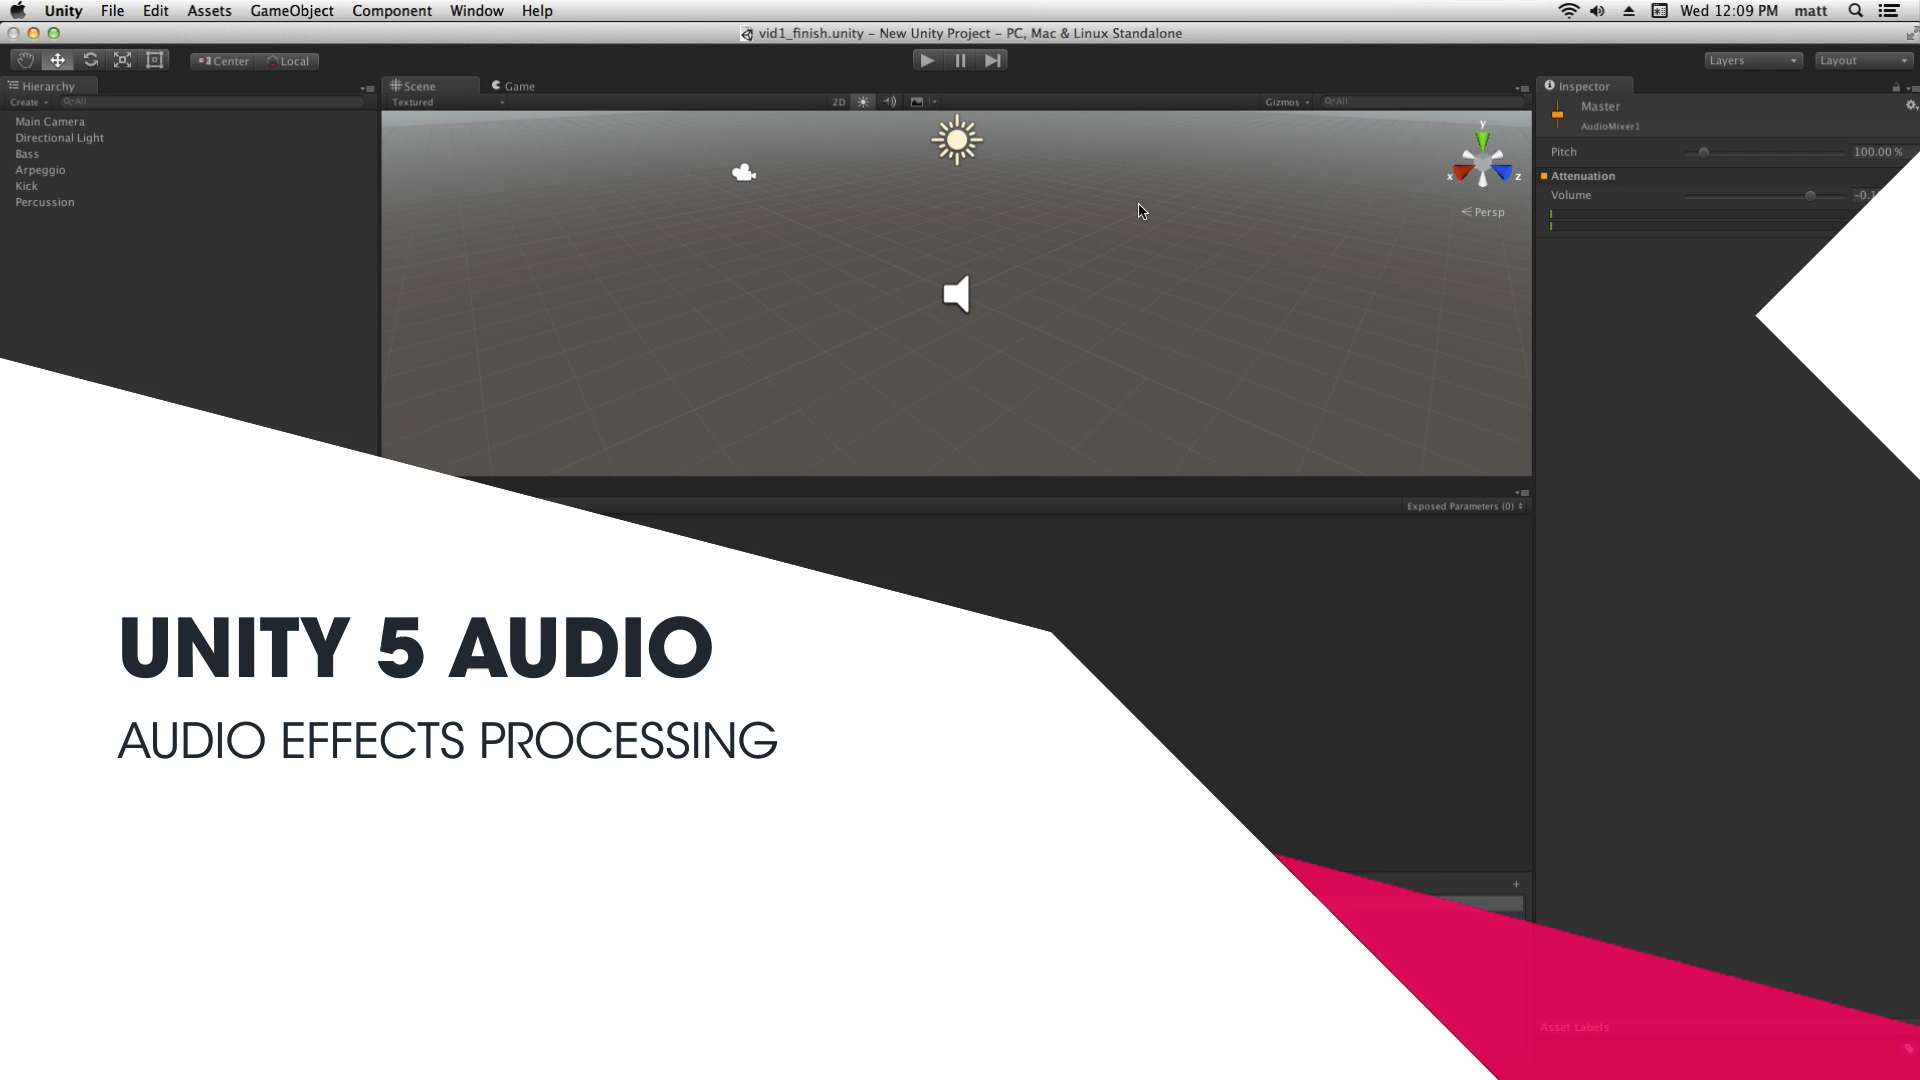 Unity File Edit Assets GameObject Component Window Help Wed 12:09 PM matt
vid1_finish.unity – New Unity Project – PC, Mac & Linux Standalone
Center Local Layers Layout
Hierarchy Scene Game Inspector
Create All Textured 2D Gizmos All
Master
AudioMixer1
Main Camera
Directional Light
Bass
Arpeggio
Kick
Percussion
y
x z
Persp
Pitch 100.00 %
Attenuation
Volume
Exposed Parameters (0)
UNITY 5 AUDIO
AUDIO EFFECTS PROCESSING
Asset Labels